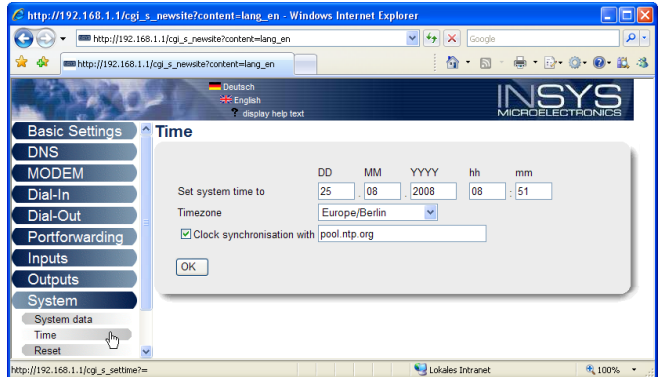 http://192.168.1.1/cgi_s_newsite?content=lang_en - Windows Internet Explorer
http://192.168.1.1/cgi_s_newsite?content=lang_en
Google
http://192.168.1.1/cgi_s_newsite?content=lang_en
Deutsch
English
? display help text
INSYS
MICROELECTRONICS
Basic Settings
DNS
MODEM
Dial-In
Dial-Out
Portforwarding
Inputs
Outputs
System
System data
Time
Reset
Time
DD MM YYYY hh mm
Set system time to 25 . 08 . 2008 08 : 51
Timezone Europe/Berlin
Clock synchronisation with pool.ntp.org
OK
http://192.168.1.1/cgi_s_settime?= Lokales Intranet 100%